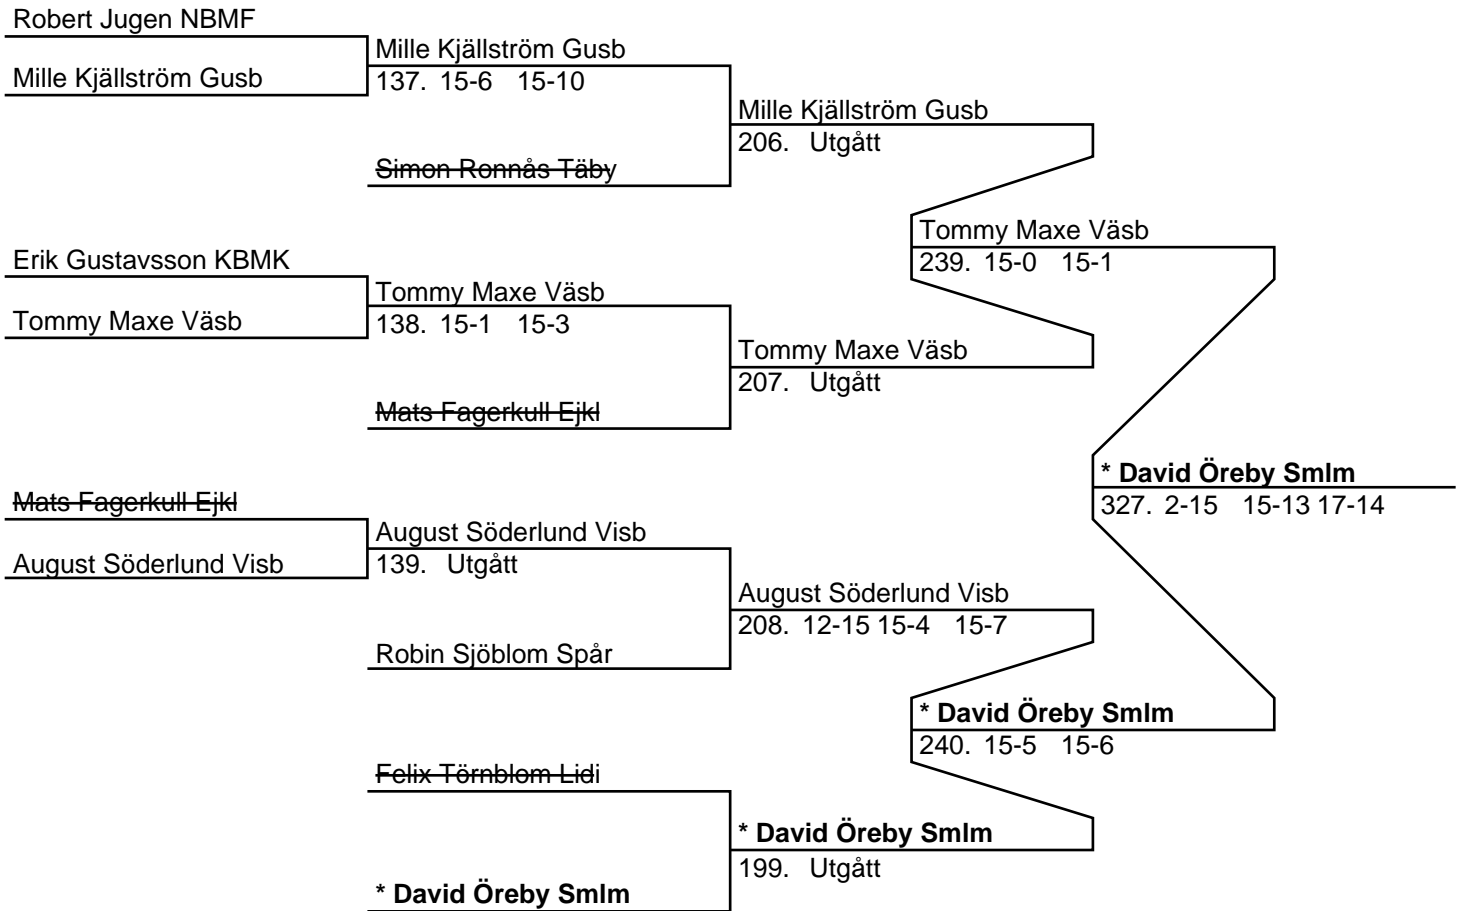 Robert Jugen NBMF
Mille Kjällström Gusb
Mille Kjällström Gusb
137. 15-6 15-10
Mille Kjällström Gusb
206. Utgått
Simon Ronnås Täby
Tommy Maxe Väsb
239. 15-0 15-1
Erik Gustavsson KBMK
Tommy Maxe Väsb
Tommy Maxe Väsb
138. 15-1 15-3
Tommy Maxe Väsb
207. Utgått
Mats Fagerkull Ejkl
* David Öreby Smlm
327. 2-15 15-13 17-14
Mats Fagerkull Ejkl
August Söderlund Visb
August Söderlund Visb
139. Utgått
August Söderlund Visb
208. 12-15 15-4 15-7
Robin Sjöblom Spår
* David Öreby Smlm
240. 15-5 15-6
Felix Törnblom Lidi
* David Öreby Smlm
199. Utgått
* David Öreby Smlm